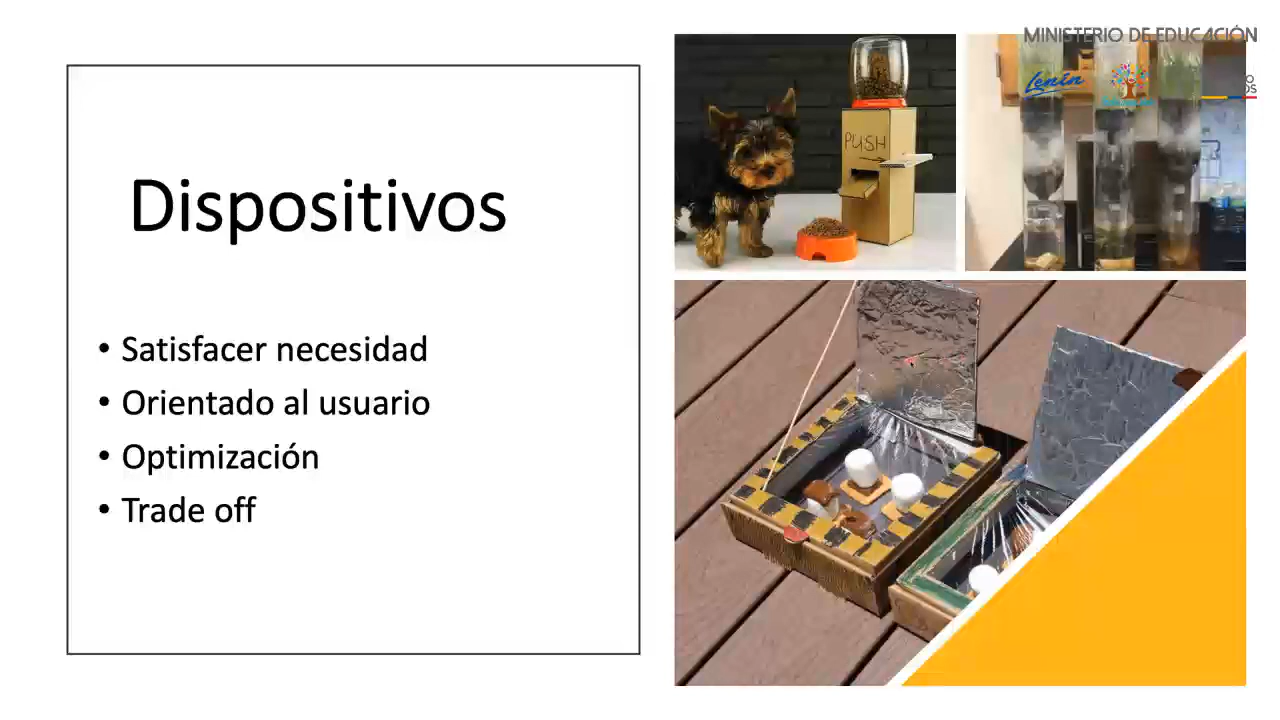 Dispositivos
• Satisfacer necesidad
• Orientado al usuario
• Optimización
• Trade off
PUSH
MINISTERIO DE EDUCACIÓN
Lenín